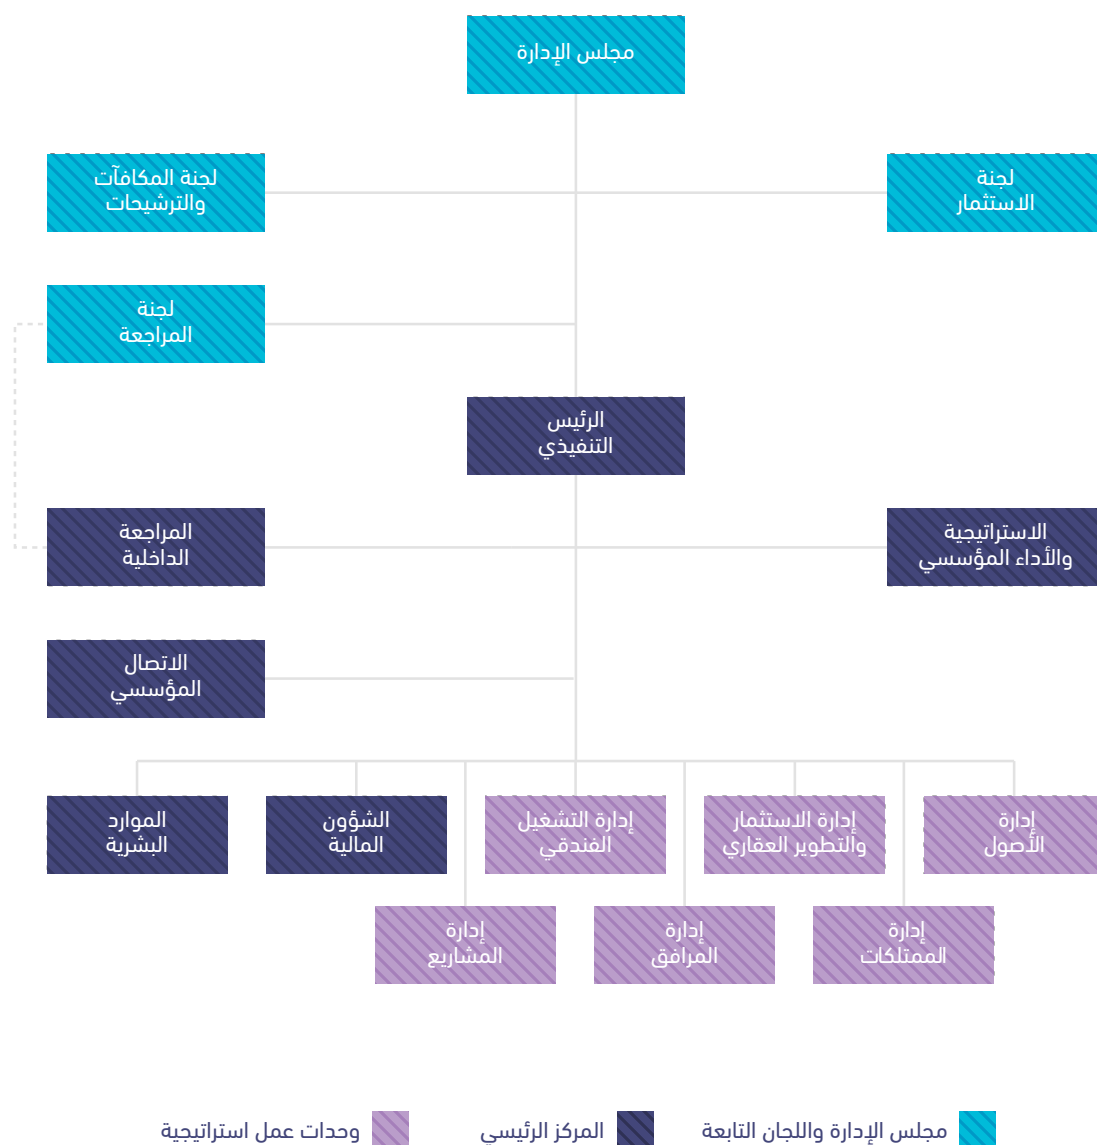 مجلس الإدارة
لجنة
الاستثمار
لجنة المكافآت
والترشيحات
لجنة
المراجعة
الرئيس
التنفيذي
الاستراتيجية
والأداء المؤسسي
المراجعة
الداخلية
الاتصال
المؤسسي
إدارة
الأصول
إدارة الاستثمار
والتطوير العقاري
إدارة التشغيل
الفندقي
الشؤون
المالية
الموارد
البشرية
إدارة
الممتلكات
إدارة
المرافق
إدارة
المشاريع
مجلس الإدارة واللجان التابعة
المركز الرئيسي
وحدات عمل استراتيجية